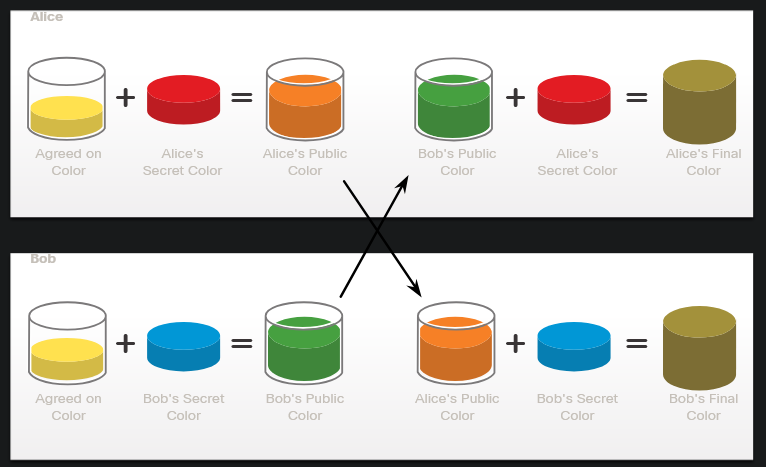 Alice
+ = + =
Agreed on Alice's Alice's Public Bob's Public Alice's Alice's Final
Color Secret Color Color Color Secret Color Color
Bob
+ = + =
Agreed on Bob's Secret Bob's Public Alice's Public Bob's Secret Bob's Final
Color Color Color Color Color Color